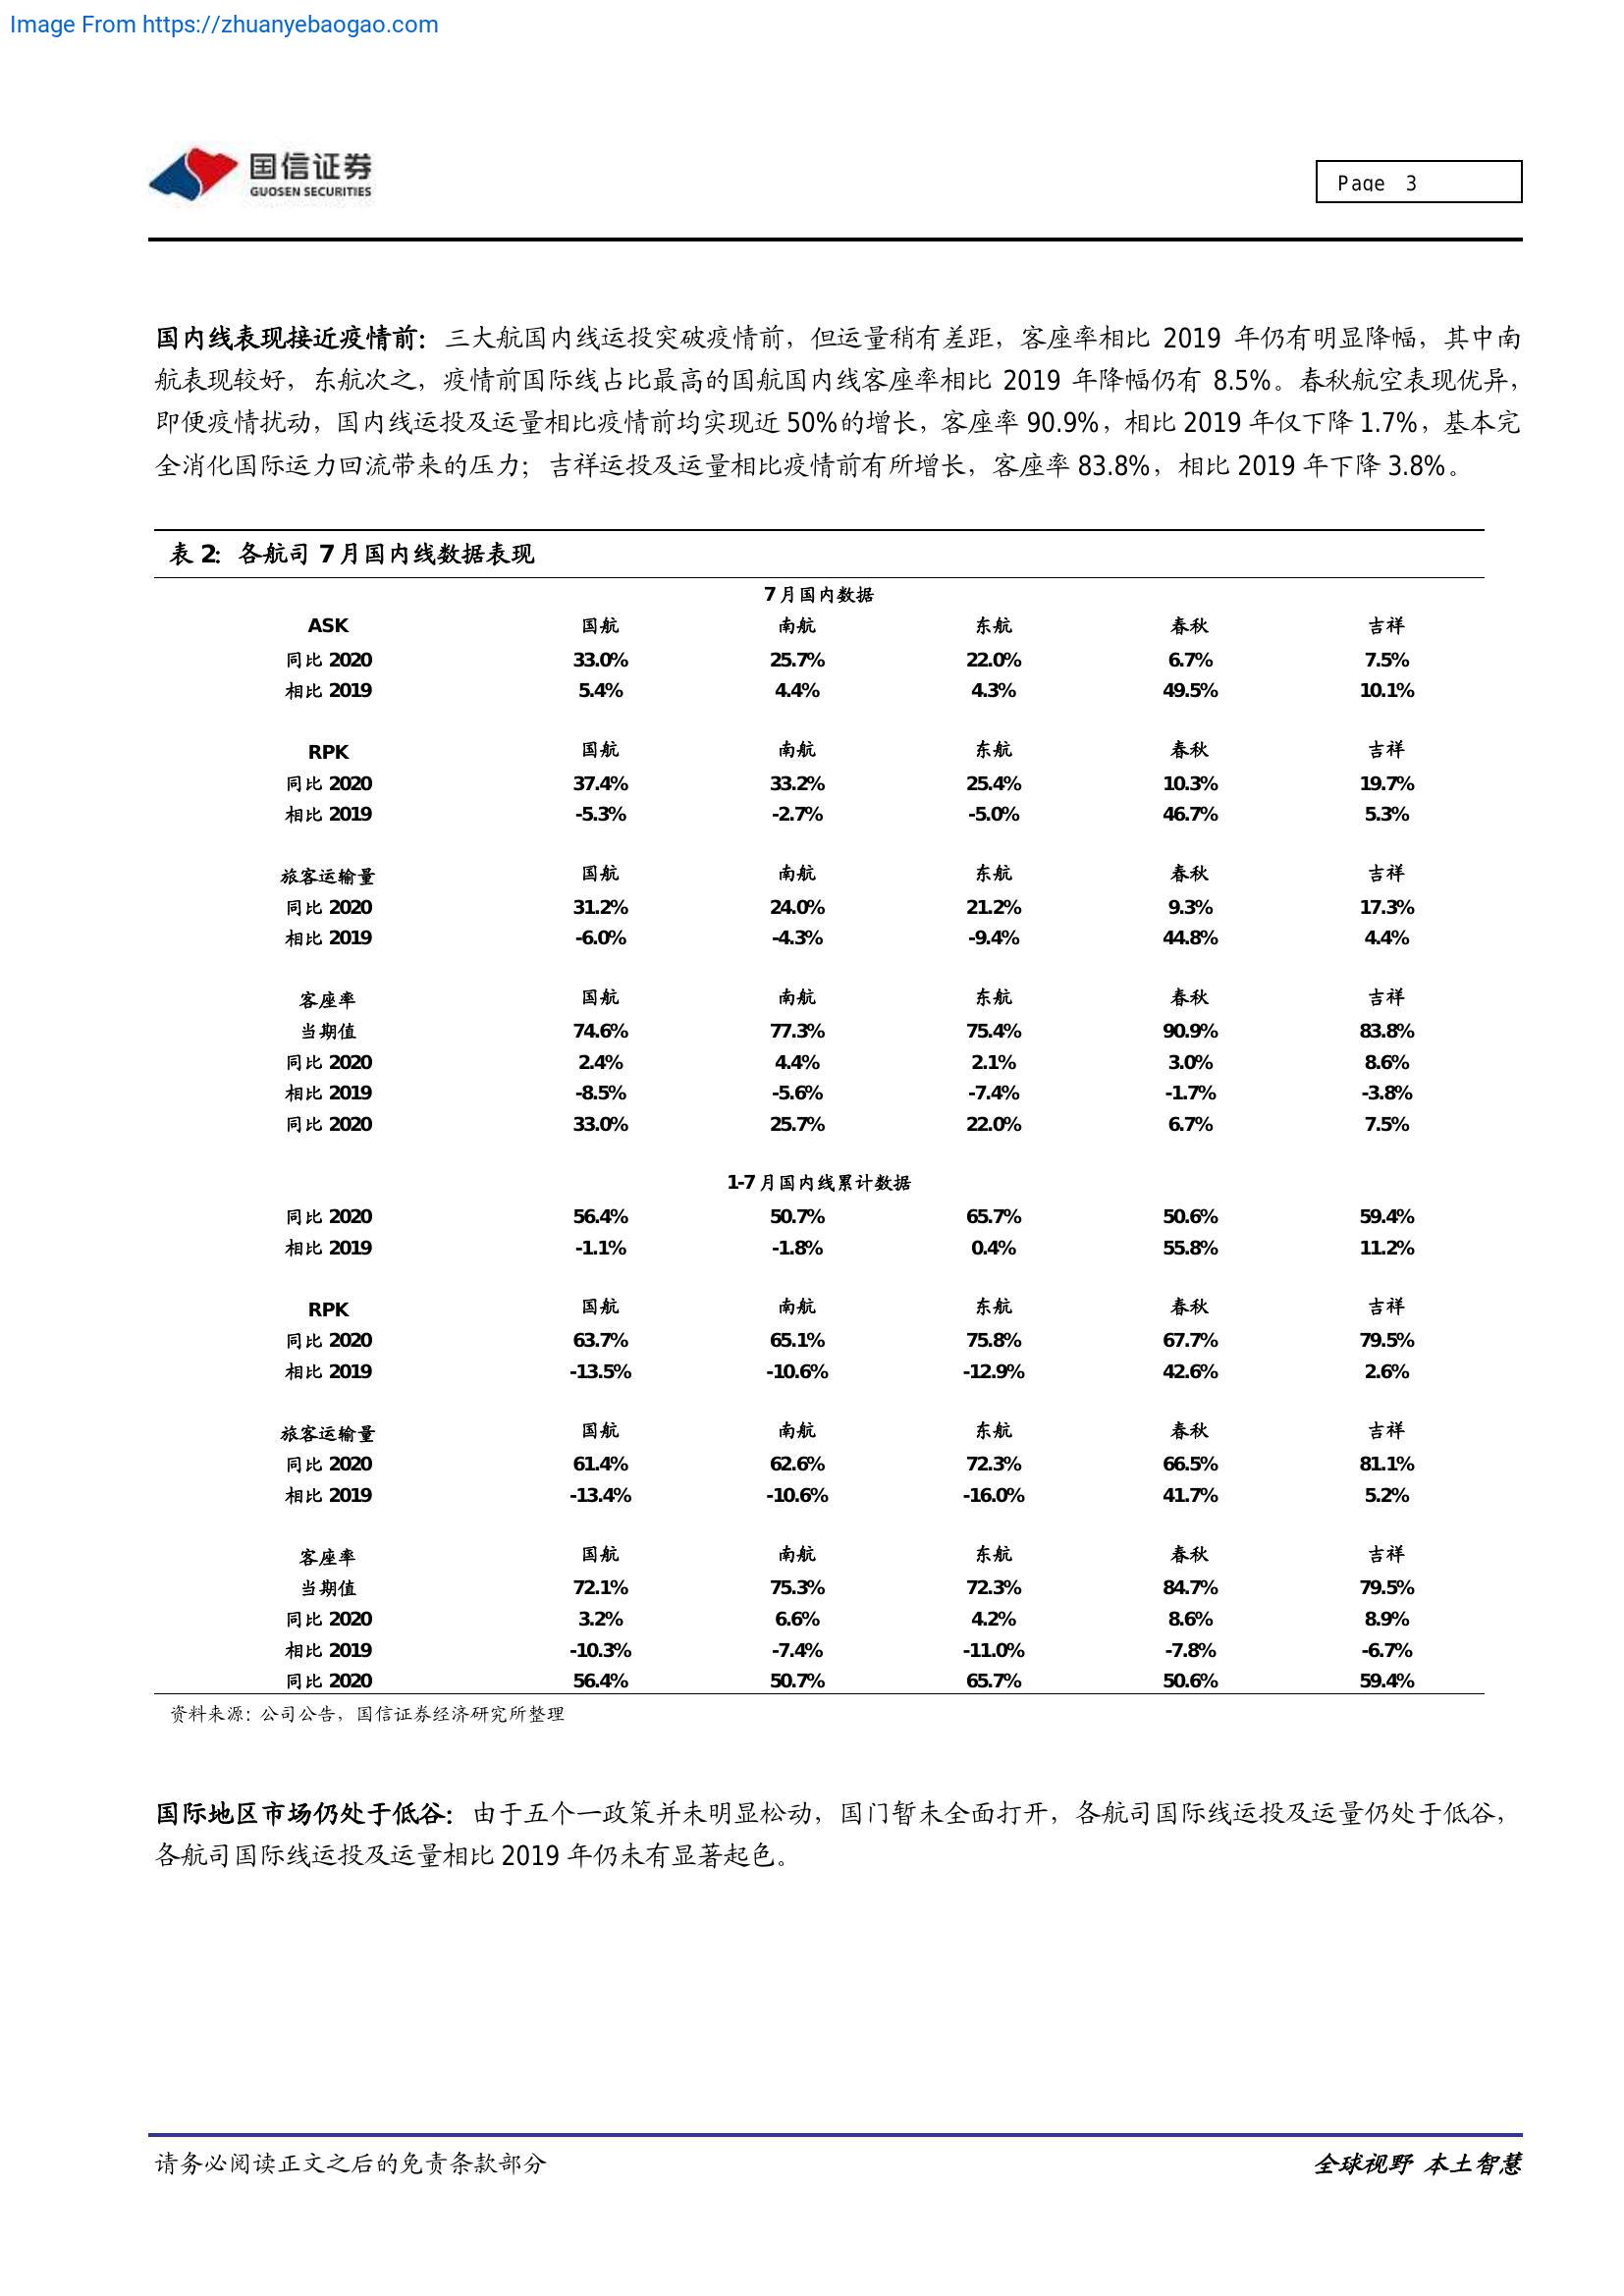 Image From https://zhuanyebaogao.com
国信证券
GUOSEN SECURITIES
Page 3
国内线表现接近疫情前：三大航国内线运投突破疫情前，但运量稍有差距，客座率相比 2019 年仍有明显降幅，其中南
航表现较好，东航次之，疫情前国际线占比最高的国航国内线客座率相比 2019 年降幅仍有 8.5%。春秋航空表现优异，
即便疫情扰动，国内线运投及运量相比疫情前均实现近 50%的增长，客座率 90.9%，相比 2019 年仅下降 1.7%，基本完
全消化国际运力回流带来的压力；吉祥运投及运量相比疫情前有所增长，客座率 83.8%，相比 2019 年下降 3.8%。
表 2：各航司 7 月国内线数据表现
7 月国内数据
ASK 国航 南航 东航 春秋 吉祥
同比 2020 33.0% 25.7% 22.0% 6.7% 7.5%
相比 2019 5.4% 4.4% 4.3% 49.5% 10.1%
RPK 国航 南航 东航 春秋 吉祥
同比 2020 37.4% 33.2% 25.4% 10.3% 19.7%
相比 2019 -5.3% -2.7% -5.0% 46.7% 5.3%
旅客运输量 国航 南航 东航 春秋 吉祥
同比 2020 31.2% 24.0% 21.2% 9.3% 17.3%
相比 2019 -6.0% -4.3% -9.4% 44.8% 4.4%
客座率 国航 南航 东航 春秋 吉祥
当期值 74.6% 77.3% 75.4% 90.9% 83.8%
同比 2020 2.4% 4.4% 2.1% 3.0% 8.6%
相比 2019 -8.5% -5.6% -7.4% -1.7% -3.8%
同比 2020 33.0% 25.7% 22.0% 6.7% 7.5%
1-7 月国内线累计数据
同比 2020 56.4% 50.7% 65.7% 50.6% 59.4%
相比 2019 -1.1% -1.8% 0.4% 55.8% 11.2%
RPK 国航 南航 东航 春秋 吉祥
同比 2020 63.7% 65.1% 75.8% 67.7% 79.5%
相比 2019 -13.5% -10.6% -12.9% 42.6% 2.6%
旅客运输量 国航 南航 东航 春秋 吉祥
同比 2020 61.4% 62.6% 72.3% 66.5% 81.1%
相比 2019 -13.4% -10.6% -16.0% 41.7% 5.2%
客座率 国航 南航 东航 春秋 吉祥
当期值 72.1% 75.3% 72.3% 84.7% 79.5%
同比 2020 3.2% 6.6% 4.2% 8.6% 8.9%
相比 2019 -10.3% -7.4% -11.0% -7.8% -6.7%
同比 2020 56.4% 50.7% 65.7% 50.6% 59.4%
资料来源：公司公告，国信证券经济研究所整理
国际地区市场仍处于低谷：由于五个一政策并未明显松动，国门暂未全面打开，各航司国际线运投及运量仍处于低谷，
各航司国际线运投及运量相比 2019 年仍未有显著起色。
请务必阅读正文之后的免责条款部分
全球视野 本土智慧